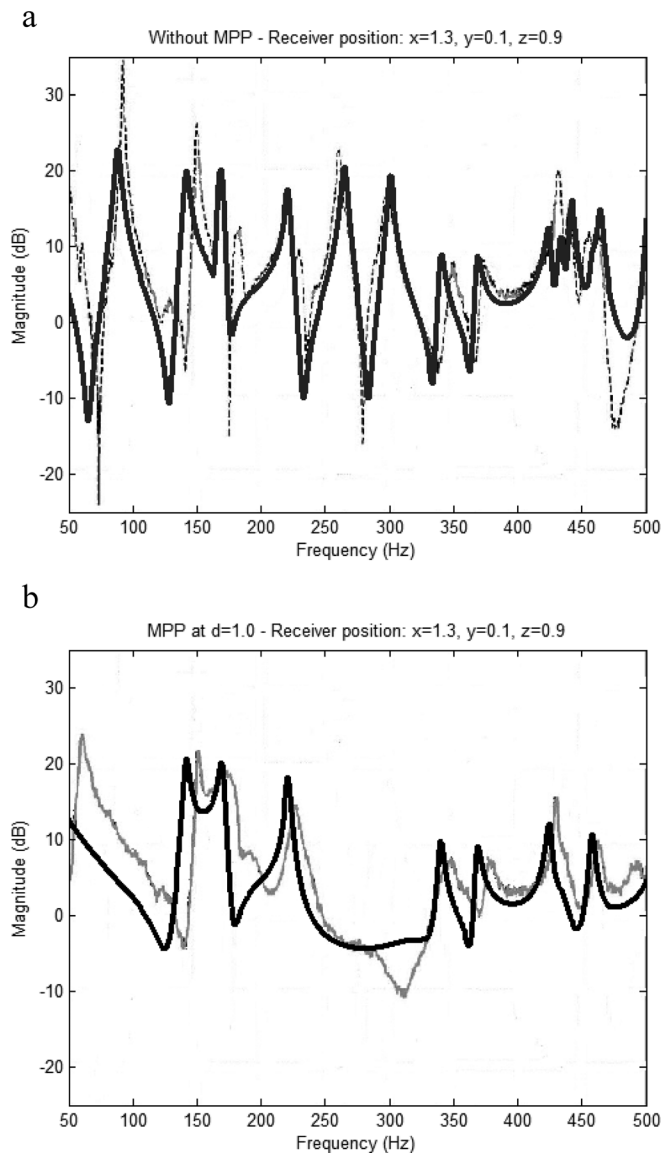 a
Without MPP - Receiver position: x=1.3, y=0.1, z=0.9
30
20
10
0
-10
-20
Magnitude (dB)
50 100 150 200 250 300 350 400 450 500
Frequency (Hz)
b
MPP at d=1.0 - Receiver position: x=1.3, y=0.1, z=0.9
30
20
10
0
-10
-20
Magnitude (dB)
50 100 150 200 250 300 350 400 450 500
Frequency (Hz)